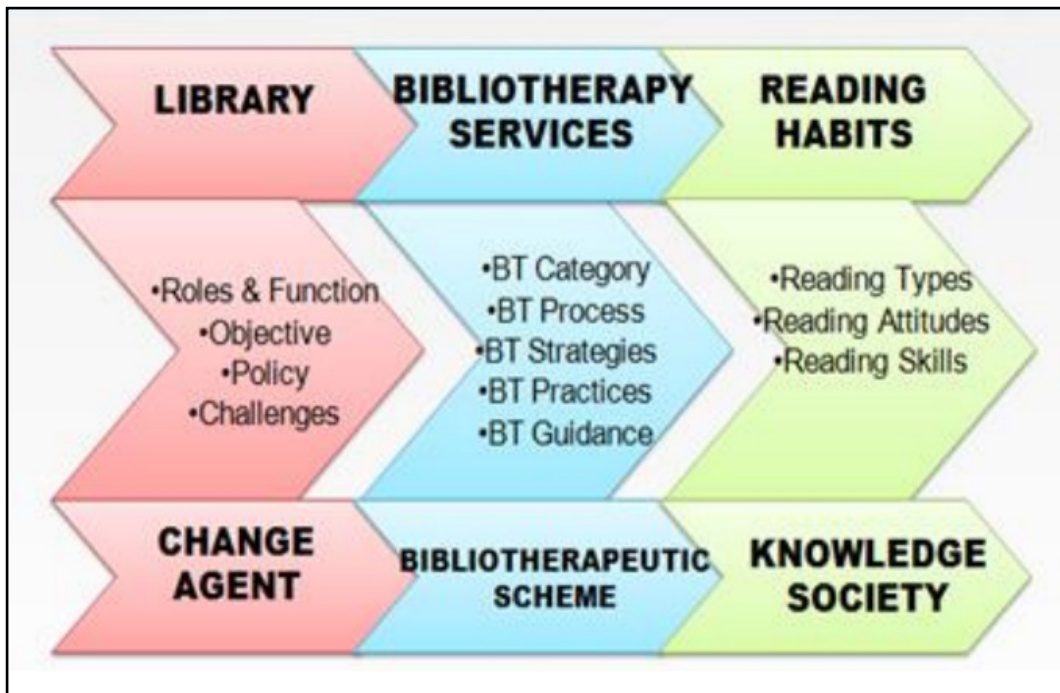 LIBRARY
BIBLIOTHERAPY
SERVICES
READING
HABITS
•Roles & Function
•Objective
•Policy
•Challenges
•BT Category
•BT Process
•BT Strategies
•BT Practices
•BT Guidance
•Reading Types
•Reading Attitudes
•Reading Skills
CHANGE
AGENT
BIBLIOTHERAPEUTIC
SCHEME
KNOWLEDGE
SOCIETY